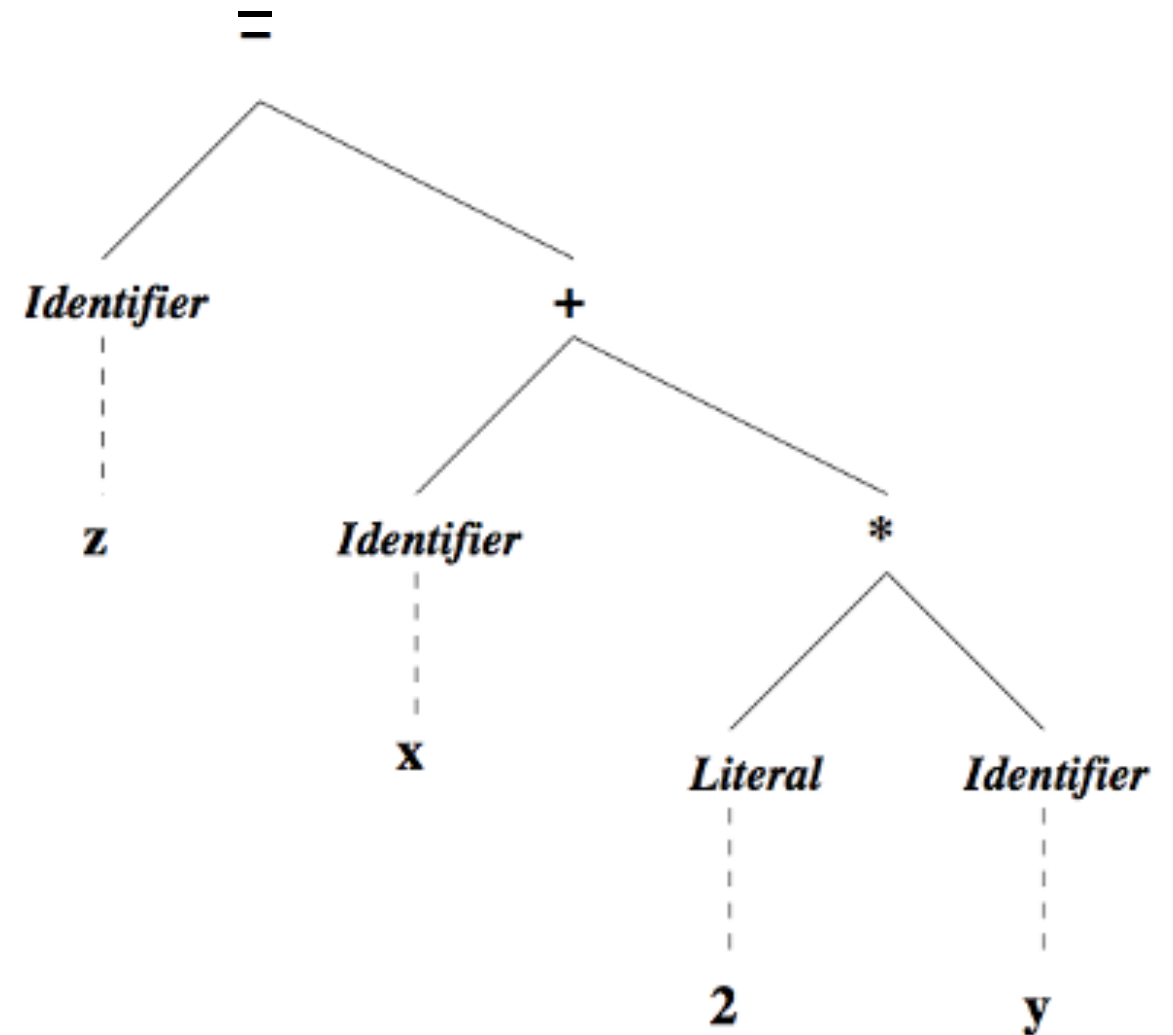 =
Identifier +
z Identifier *
x Literal Identifier
2 y